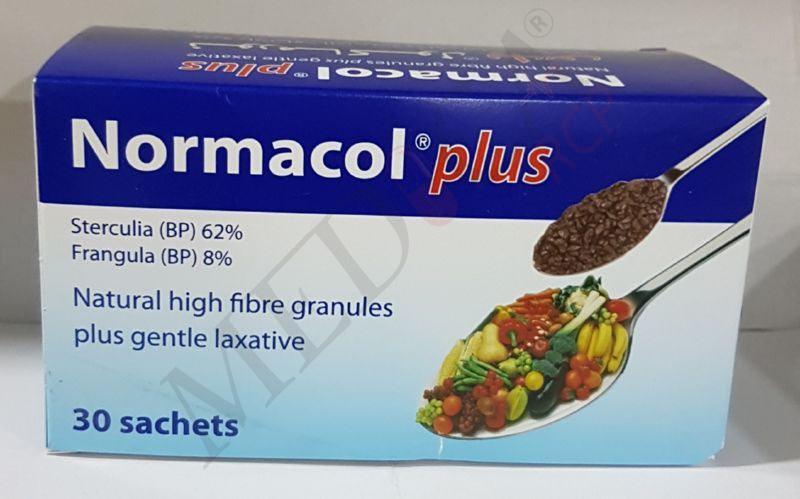 Normacol® plus
Natural high fibre granules plus gentle laxative
Normacol® plus
Sterculia (BP) 62%
Frangula (BP) 8%
Natural high fibre granules
plus gentle laxative
30 sachets